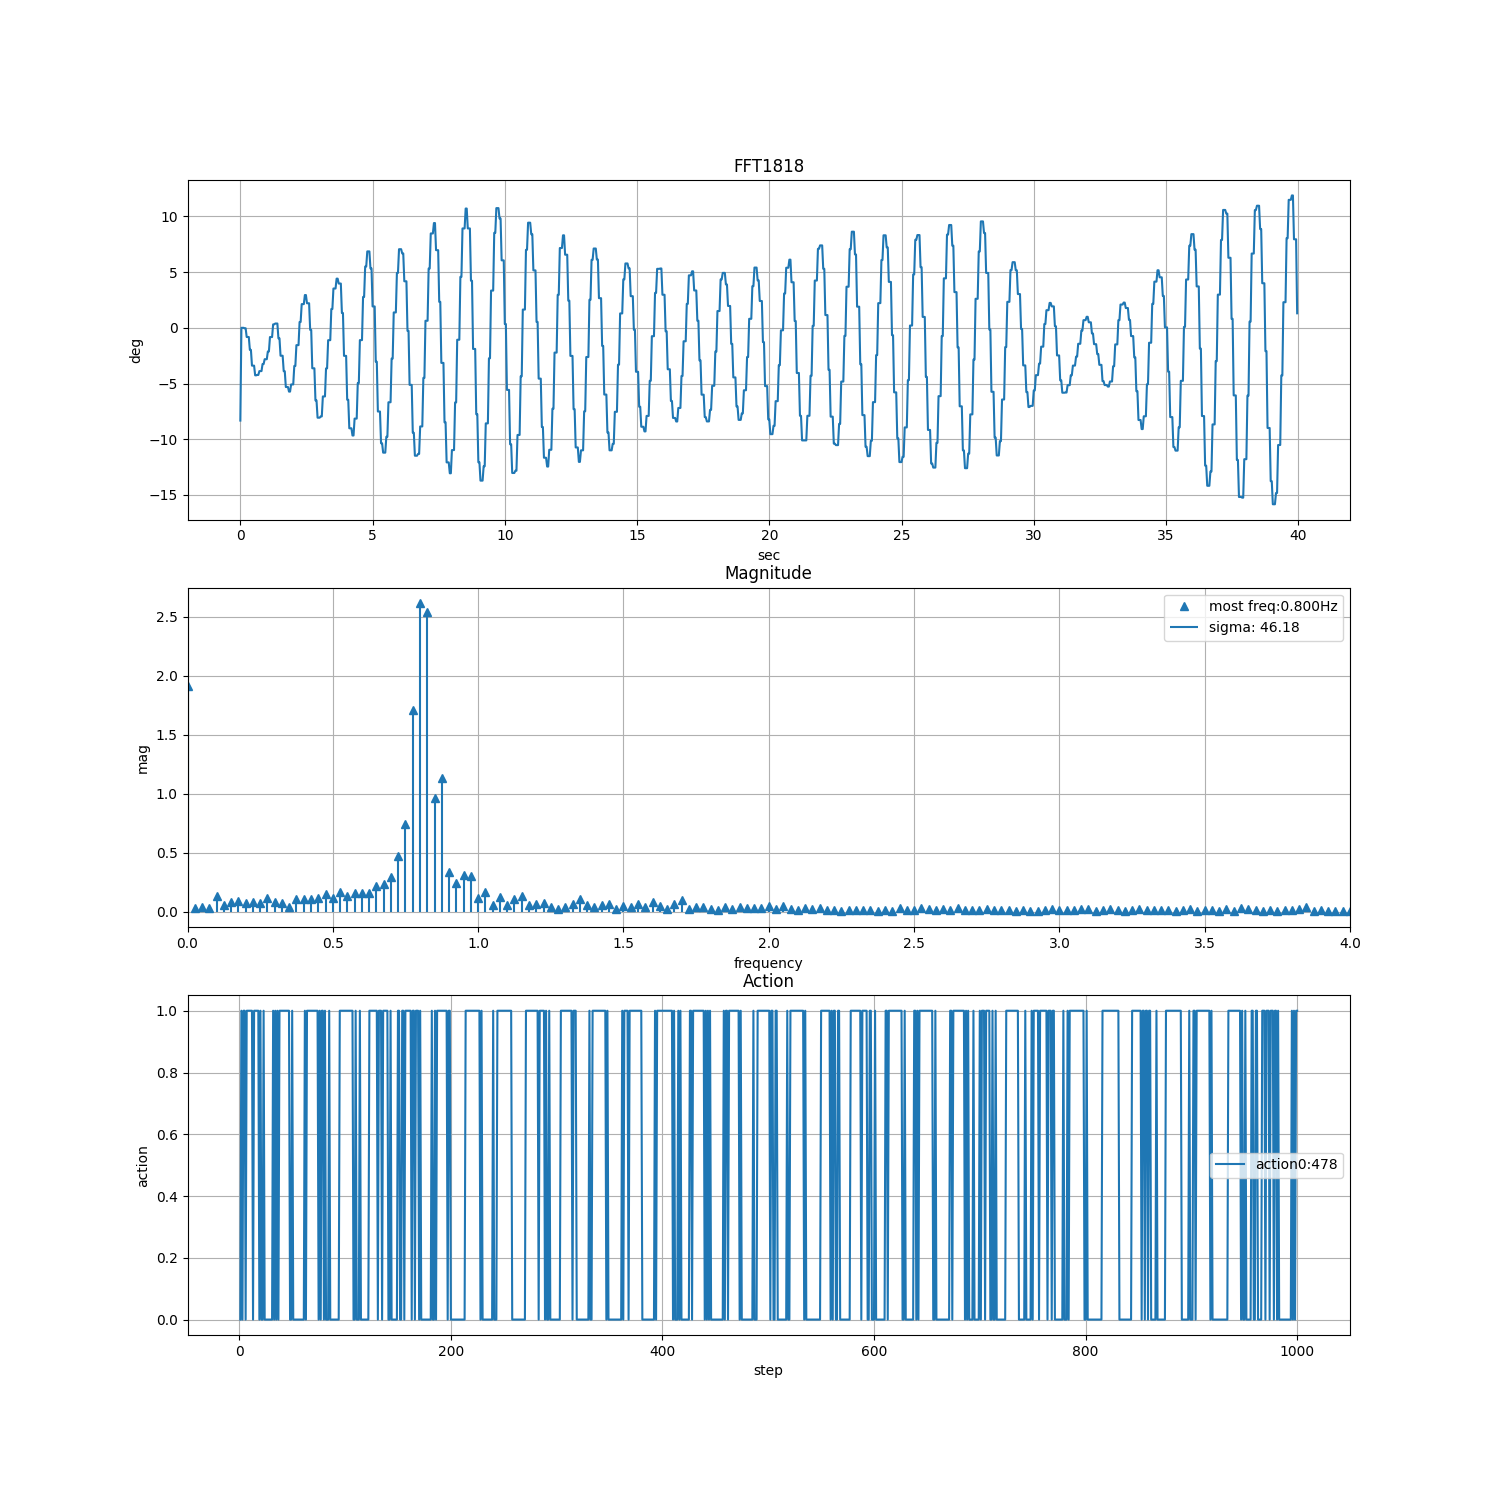 FFT1818
10
5
0
−5
−10
−15
deg
0 5 10 15 20 25 30 35 40
sec
Magnitude
most freq:0.800Hz
sigma: 46.18
2.5
2.0
1.5
1.0
0.5
0.0
mag
0.0 0.5 1.0 1.5 2.0 2.5 3.0 3.5 4.0
frequency
Action
1.0
0.8
0.6
0.4
0.2
0.0
action
action0:478
0 200 400 600 800 1000
step